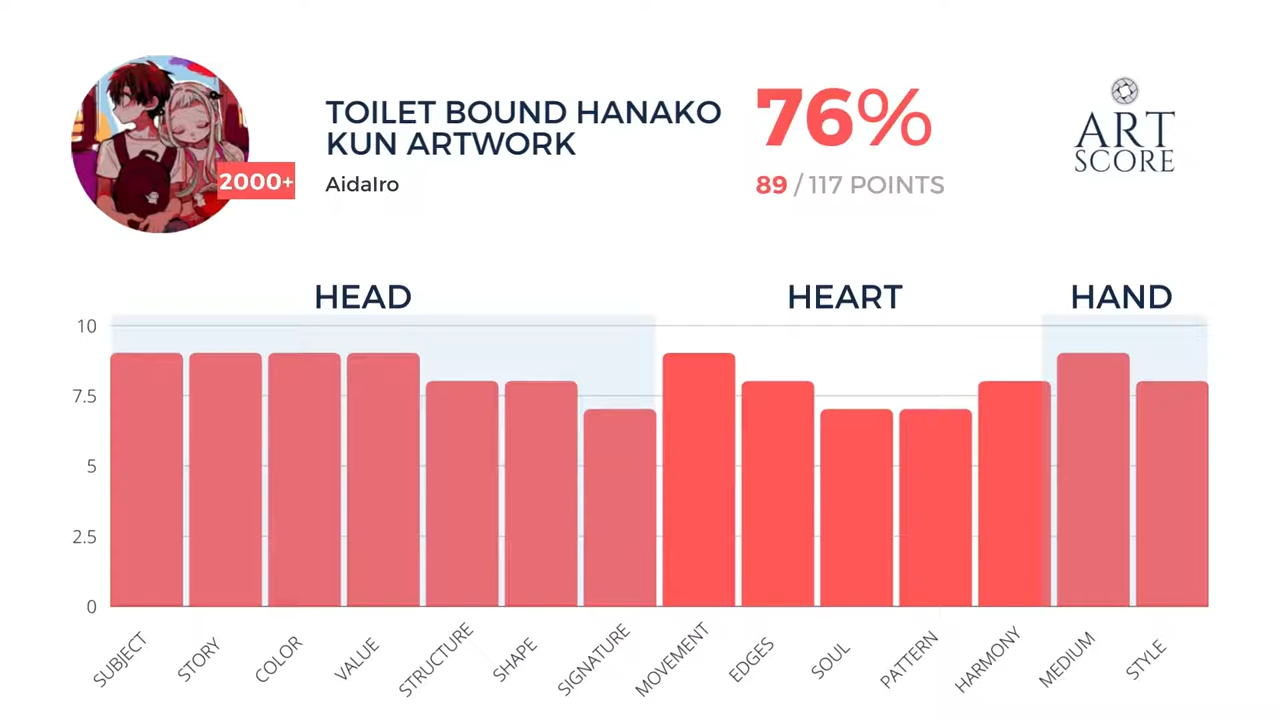 TOILET BOUND HANAKO
KUN ARTWORK
AidaIro
2000+
76%
89 / 117 POINTS
ART
SCORE
HEAD
HEART
HAND
10
7.5
5
2.5
0
SUBJECT
STORY
COLOR
VALUE
STRUCTURE
SHAPE
SIGNATURE
MOVEMENT
EDGES
SOUL
PATTERN
HARMONY
MEDIUM
STYLE